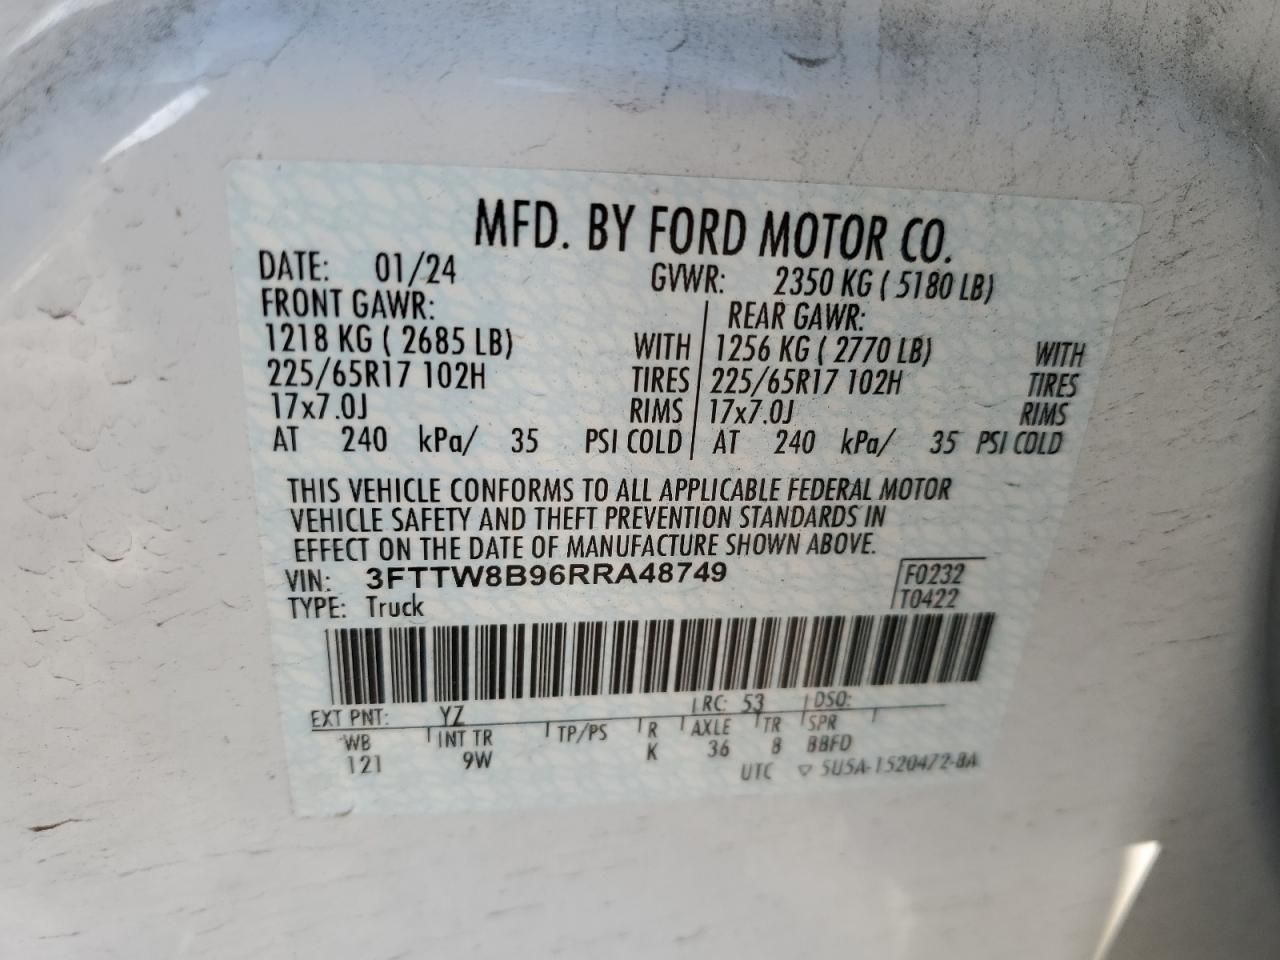 MFD. BY FORD MOTOR CO.
DATE: 01/24 GVWR: 2350 KG ( 5180 LB)
FRONT GAWR: REAR GAWR:
1218 KG ( 2685 LB) WITH 1256 KG ( 2770 LB) WITH
225/65R17 102H TIRES 225/65R17 102H TIRES
17x7.0J RIMS 17x7.0J RIMS
AT 240 kPa/ 35 PSI COLD AT 240 kPa/ 35 PSI COLD
THIS VEHICLE CONFORMS TO ALL APPLICABLE FEDERAL MOTOR
VEHICLE SAFETY AND THEFT PREVENTION STANDARDS IN
EFFECT ON THE DATE OF MANUFACTURE SHOWN ABOVE.
VIN: 3FTTW8B96RRA48749 F0232
TYPE: Truck T0422
EXT PNT: YZ RC: 53 DSO:
WB INT TR TP/PS R AXLE TR SPR
121 9W K 36 8 BBFD
UTC ▽ 5U5A-1520472-BA